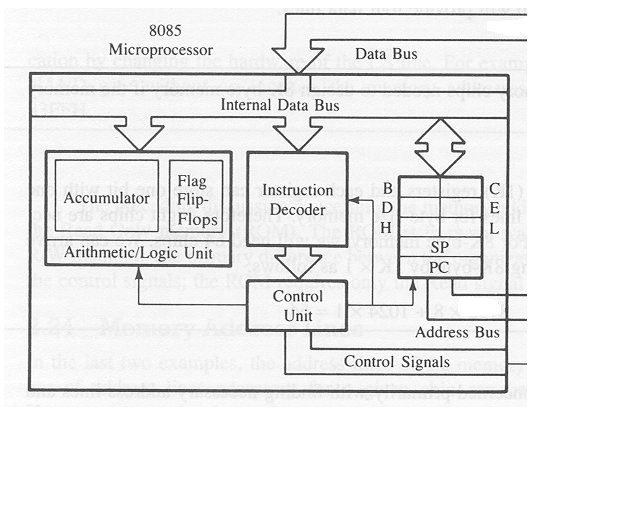 8085
Microprocessor
Data Bus
Internal Data Bus
Accumulator
Flag
Flip-
Flops
Arithmetic/Logic Unit
Instruction
Decoder
B
D
H
C
E
L
SP
PC
Control
Unit
Address Bus
Control Signals